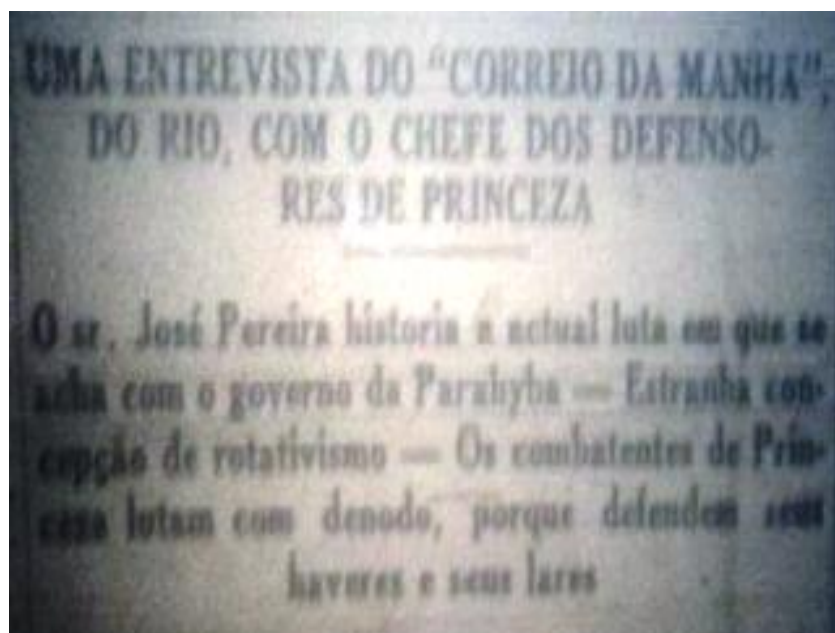 UMA ENTREVISTA DO "CORREIO DA MANHÃ",
DO RIO, COM O CHEFE DOS DEFENSO-
RES DE PRINCEZA
O sr. José Pereira historia a actual luta em que se
acha com o governo da Parahyba — Estranha con-
cepção de rotativismo — Os combatentes de Prin-
ceza lutam com denodo, porque defendem seus
haveres e seus lares